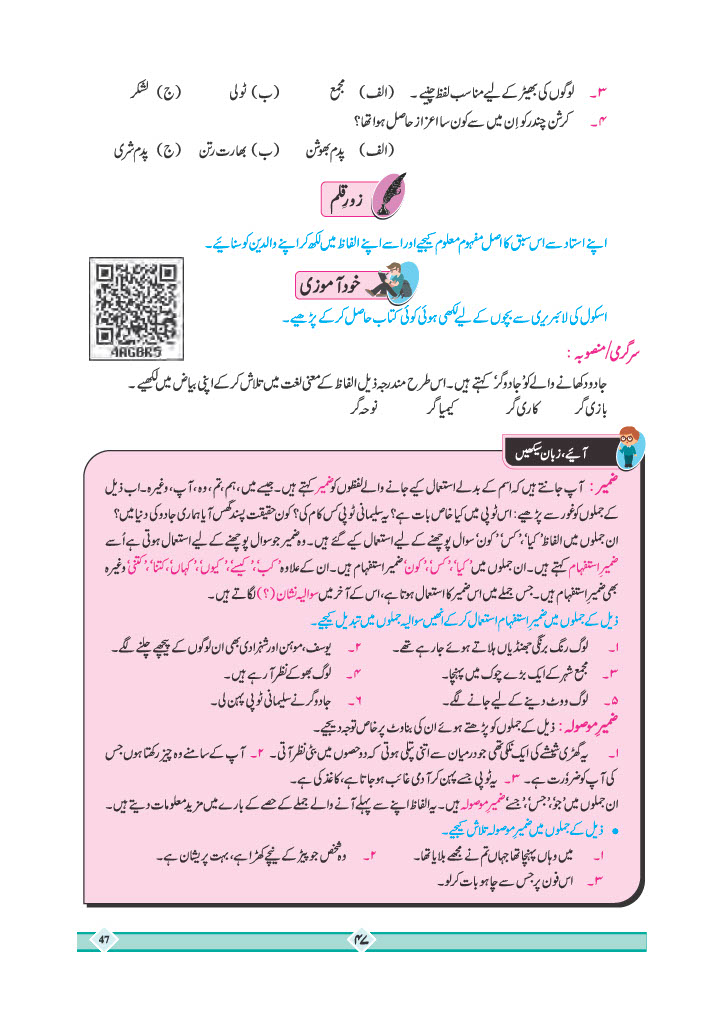 ۳۔ لوگوں کی بھیڑ کے لیے مناسب لفظ چنیے ۔ (الف) مجمع (ب) ٹولی (ج) لشکر
۴۔ کرشن چندر کو اِن میں سے کون سا اعزاز حاصل ہوا تھا؟
(الف) پدم بھوشن (ب) بھارت رتن (ج) پدم شری
زورِ قلم
اپنے استاد سے اس سبق کا اصل مفہوم معلوم کیجیے اور اسے اپنے الفاظ میں لکھ کر اپنے والدین کو سنائیے۔
خود آموزی
4AGBR5
اسکول کی لائبریری سے بچوں کے لیے لکھی ہوئی کوئی کتاب حاصل کر کے پڑھیے۔
سرگرمی/منصوبہ :
جادو دکھانے والے کو 'جادوگر' کہتے ہیں۔ اس طرح مندرجہ ذیل الفاظ کے معنی لغت میں تلاش کر کے اپنی بیاض میں لکھیے ۔
بازی گر کاری گر کیمیا گر نوحہ گر
آئیے، زبان سیکھیں
ضمیر : آپ جانتے ہیں کہ اسم کے بدلے استعمال کیے جانے والے لفظوں کو ضمیر کہتے ہیں۔ جیسے میں، ہم، تم، وہ، آپ، وغیرہ۔ اب ذیل
کے جملوں کو غور سے پڑھیے : اس ٹوپی میں کیا خاص بات ہے؟ یہ سلیمانی ٹوپی کس کام کی؟ کون حقیقت پسند گھس آیا ہماری جادو کی دنیا میں؟
ان جملوں میں الفاظ 'کیا'، 'کس'، 'کون' سوال پوچھنے کے لیے استعمال کیے گئے ہیں۔ وہ ضمیر جو سوال پوچھنے کے لیے استعمال ہوتی ہے اُسے
ضمیرِ استفہام کہتے ہیں۔ ان جملوں میں 'کیا'، 'کس'، 'کون' ضمیرِ استفہام ہیں۔ ان کے علاوہ 'کب'، 'کیسے'، 'کیوں'، 'کہاں'، 'کتنا'، 'کتنی' وغیرہ
بھی ضمیرِ استفہام ہیں۔ جس جملے میں اس ضمیر کا استعمال ہوتا ہے، اس کے آخر میں سوالیہ نشان (؟) لگاتے ہیں۔
ذیل کے جملوں میں ضمیرِ استفہام استعمال کر کے انھیں سوالیہ جملوں میں تبدیل کیجیے۔
۱۔ لوگ رنگ برنگی جھنڈیاں ہلاتے ہوئے جا رہے تھے۔ ۲۔ یوسف، موہن اور شہزادی بھی ان لوگوں کے پیچھے چلنے لگے۔
۳۔ مجمع شہر کے ایک بڑے چوک میں پہنچا۔ ۴۔ لوگ بھوکے نظر آرہے ہیں۔
۵۔ لوگ ووٹ دینے کے لیے جانے لگے۔ ۶۔ جادوگر نے سلیمانی ٹوپی پہن لی۔
ضمیرِ موصولہ : ذیل کے جملوں کو پڑھتے ہوئے ان کی بناوٹ پر خاص توجہ دیجیے۔
۱۔ یہ گھڑی شیشے کی ایک نلکی تھی جو درمیان سے اتنی پتلی ہوتی کہ دو حصوں میں بٹی نظر آتی۔ ۲۔ آپ کے سامنے وہ چیز رکھتا ہوں جس
کی آپ کو ضرورت ہے۔ ۳۔ یہ ٹوپی جسے پہن کر آدمی غائب ہو جاتا ہے، کاغذ کی ہے۔
ان جملوں میں 'جو'، 'جس'، 'جسے' ضمیرِ موصولہ ہیں۔ یہ الفاظ اپنے سے پہلے آنے والے جملے کے حصے کے بارے میں مزید معلومات دیتے ہیں۔
● ذیل کے جملوں میں ضمیرِ موصولہ تلاش کیجیے۔
۱۔ میں وہاں پہنچا تھا جہاں تم نے مجھے بلایا تھا۔ ۲۔ وہ شخص جو پیڑ کے نیچے کھڑا ہے، بہت پریشان ہے۔
۳۔ اس فون پر جس سے چاہو بات کر لو۔
47 ۴۷